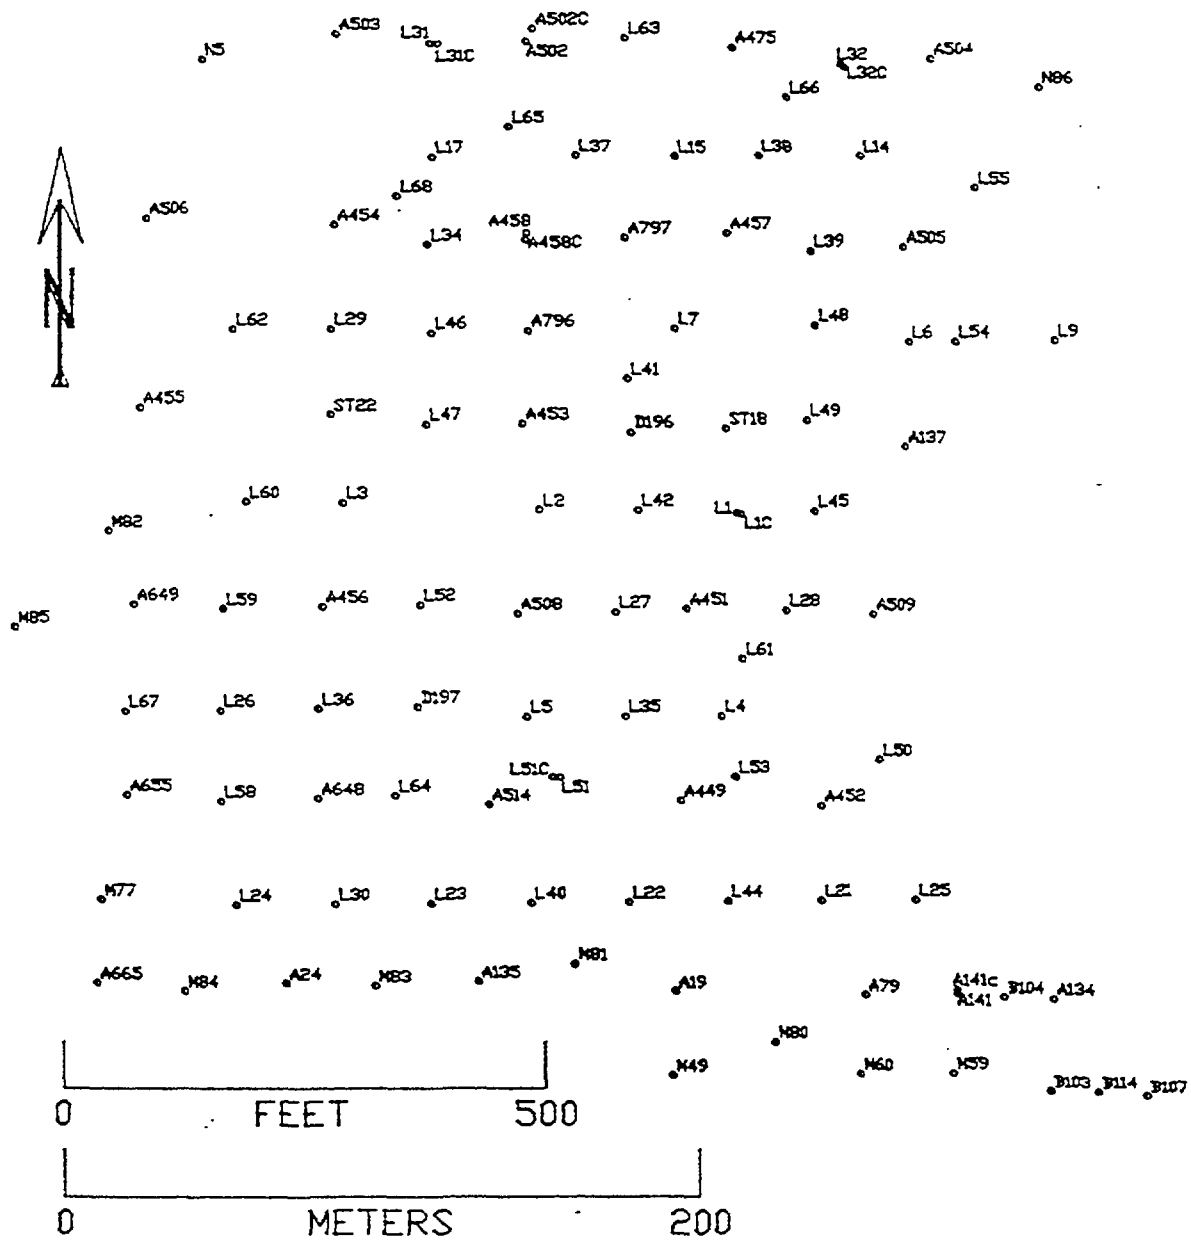 A503 L31 A502C L63
N5 L31C A502 A475 L32 A504
L32C
L66 N86
L65
L17 L37 L15 L38 L14
L68 L55
A506 A454 A458 A797 A457
L34 A458C L39 A505
L62 L29 L46 A796 L7 L48
L6 L54 L9
L41
A455 ST22 L47 A453 D196 ST18 L49
A137
L60 L3 L2 L42 L1 L45
M82 L1C
A649 L59 A456 L52 A508 L27 A451 L28 A509
M85
L61
L67 L26 L36 D197 L5 L35 L4
L50
L51C L53
A655 L58 A648 L64 A514 L51 A449 A452
M77 L24 L30 L23 L40 L22 L44 L21 L25
M81
A665 M84 A24 M83 A135 A19 A79 A141c B104 A134
A141
M80
M49 M60 M59
B103 B114 B107
N
0 FEET 500
0 METERS 200